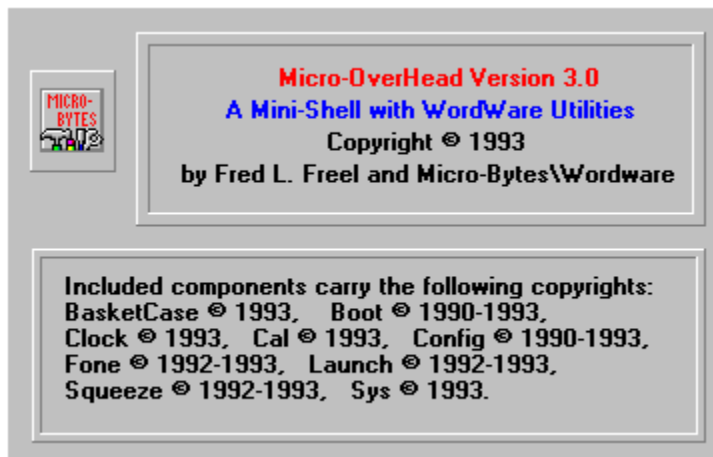 MICRO-
BYTES
Micro-OverHead Version 3.0
A Mini-Shell with WordWare Utilities
Copyright © 1993
by Fred L. Freel and Micro-Bytes\Wordware
Included components carry the following copyrights:
BasketCase © 1993, Boot © 1990-1993,
Clock © 1993, Cal © 1993, Config © 1990-1993,
Fone © 1992-1993, Launch © 1992-1993,
Squeeze © 1992-1993, Sys © 1993.